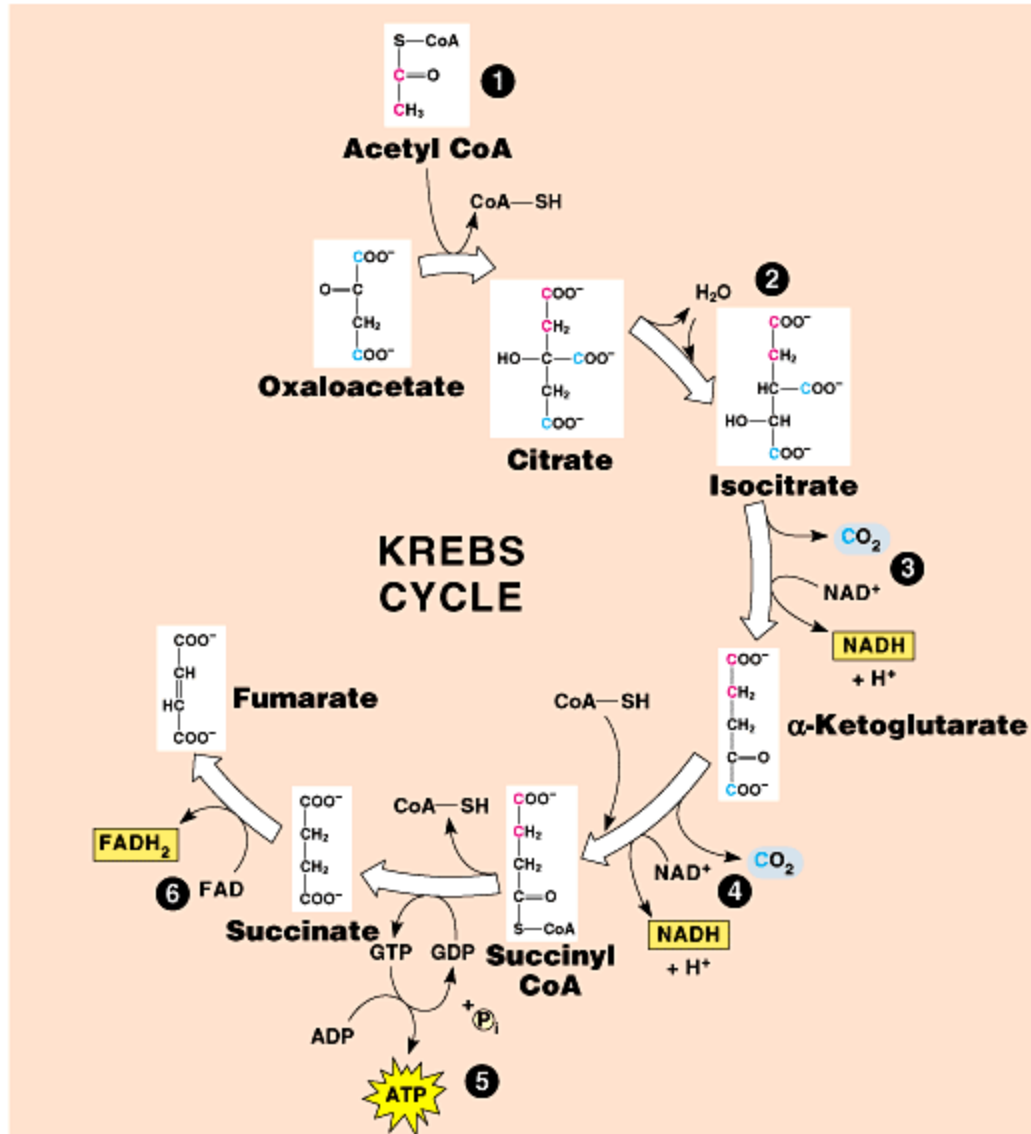 S—CoA
C=O
CH₃
1
Acetyl CoA
CoA—SH
COO⁻
O—C
CH₂
COO⁻
Oxaloacetate
COO⁻
CH₂
HO—C—COO⁻
CH₂
COO⁻
Citrate
H₂O
2
COO⁻
CH₂
HC—COO⁻
HO—CH
COO⁻
Isocitrate
KREBS
CYCLE
CO₂
3
NAD⁺
NADH
+ H⁺
COO⁻
CH₂
CH₂
C—O
COO⁻
α-Ketoglutarate
CoA—SH
CO₂
NAD⁺
4
NADH
+ H⁺
COO⁻
CH₂
CH₂
C=O
S—CoA
Succinyl
CoA
CoA—SH
GTP
GDP
+ Pᵢ
ADP
ATP
5
COO⁻
CH₂
CH₂
COO⁻
Succinate
FADH₂
6
FAD
COO⁻
CH
HC
COO⁻
Fumarate